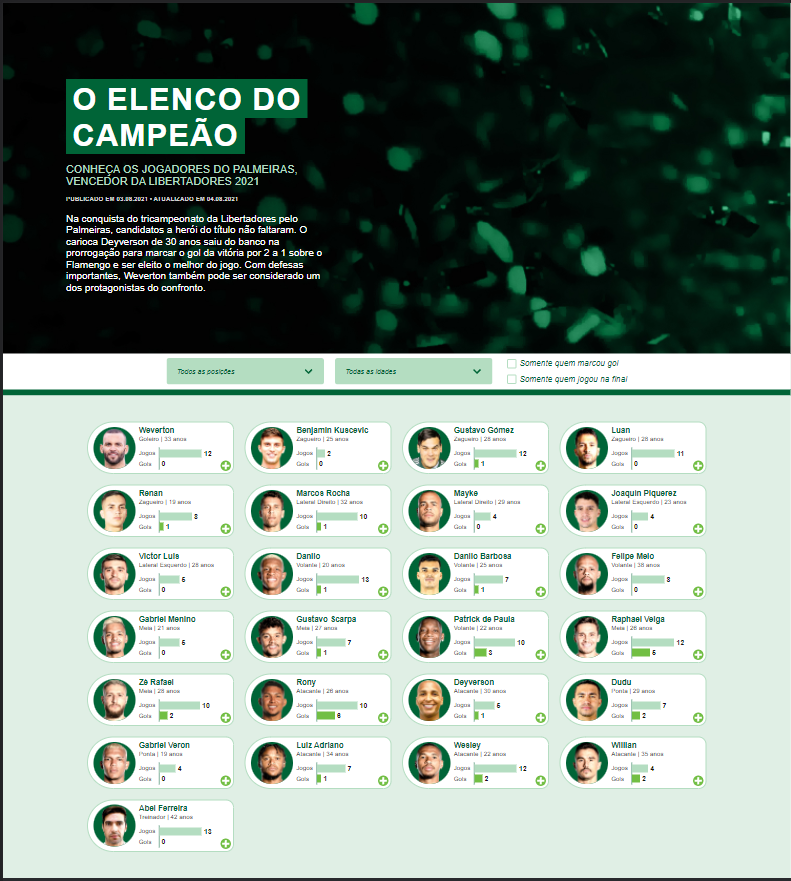 O ELENCO DO
CAMPEÃO
CONHEÇA OS JOGADORES DO PALMEIRAS,
VENCEDOR DA LIBERTADORES 2021
PUBLICADO EM 03.08.2021 • ATUALIZADO EM 04.08.2021
Na conquista do tricampeonato da Libertadores pelo
Palmeiras, candidatos a herói do título não faltaram. O
carioca Deyverson de 30 anos saiu do banco na
prorrogação para marcar o gol da vitória por 2 a 1 sobre o
Flamengo e ser eleito o melhor do jogo. Com defesas
importantes, Weverton também pode ser considerado um
dos protagonistas do confronto.
Todos as posições
Todas as idades
Somente quem marcou gol
Somente quem jogou na final
Weverton
Goleiro | 33 anos
Jogos 12
Gols 0
Benjamin Kuscevic
Zagueiro | 25 anos
Jogos 2
Gols 0
Gustavo Gómez
Zagueiro | 28 anos
Jogos 12
Gols 1
Luan
Zagueiro | 28 anos
Jogos 11
Gols 0
Renan
Zagueiro | 19 anos
Jogos 8
Gols 1
Marcos Rocha
Lateral Direito | 32 anos
Jogos 10
Gols 1
Mayke
Lateral Direito | 29 anos
Jogos 4
Gols 0
Joaquin Piquerez
Lateral Esquerdo | 23 anos
Jogos 4
Gols 0
Victor Luis
Lateral Esquerdo | 28 anos
Jogos 5
Gols 0
Danilo
Volante | 20 anos
Jogos 13
Gols 1
Danilo Barbosa
Volante | 25 anos
Jogos 7
Gols 1
Felipe Melo
Volante | 38 anos
Jogos 8
Gols 0
Gabriel Menino
Meia | 21 anos
Jogos 5
Gols 0
Gustavo Scarpa
Meia | 27 anos
Jogos 7
Gols 1
Patrick de Paula
Volante | 22 anos
Jogos 10
Gols 3
Raphael Veiga
Meia | 26 anos
Jogos 12
Gols 5
Zé Rafael
Meia | 28 anos
Jogos 10
Gols 2
Rony
Atacante | 26 anos
Jogos 10
Gols 6
Deyverson
Atacante | 30 anos
Jogos 6
Gols 1
Dudu
Ponta | 29 anos
Jogos 7
Gols 2
Gabriel Veron
Ponta | 19 anos
Jogos 4
Gols 0
Luiz Adriano
Atacante | 34 anos
Jogos 7
Gols 1
Wesley
Atacante | 22 anos
Jogos 12
Gols 2
Willian
Atacante | 35 anos
Jogos 4
Gols 2
Abel Ferreira
Treinador | 42 anos
Jogos 13
Gols 0